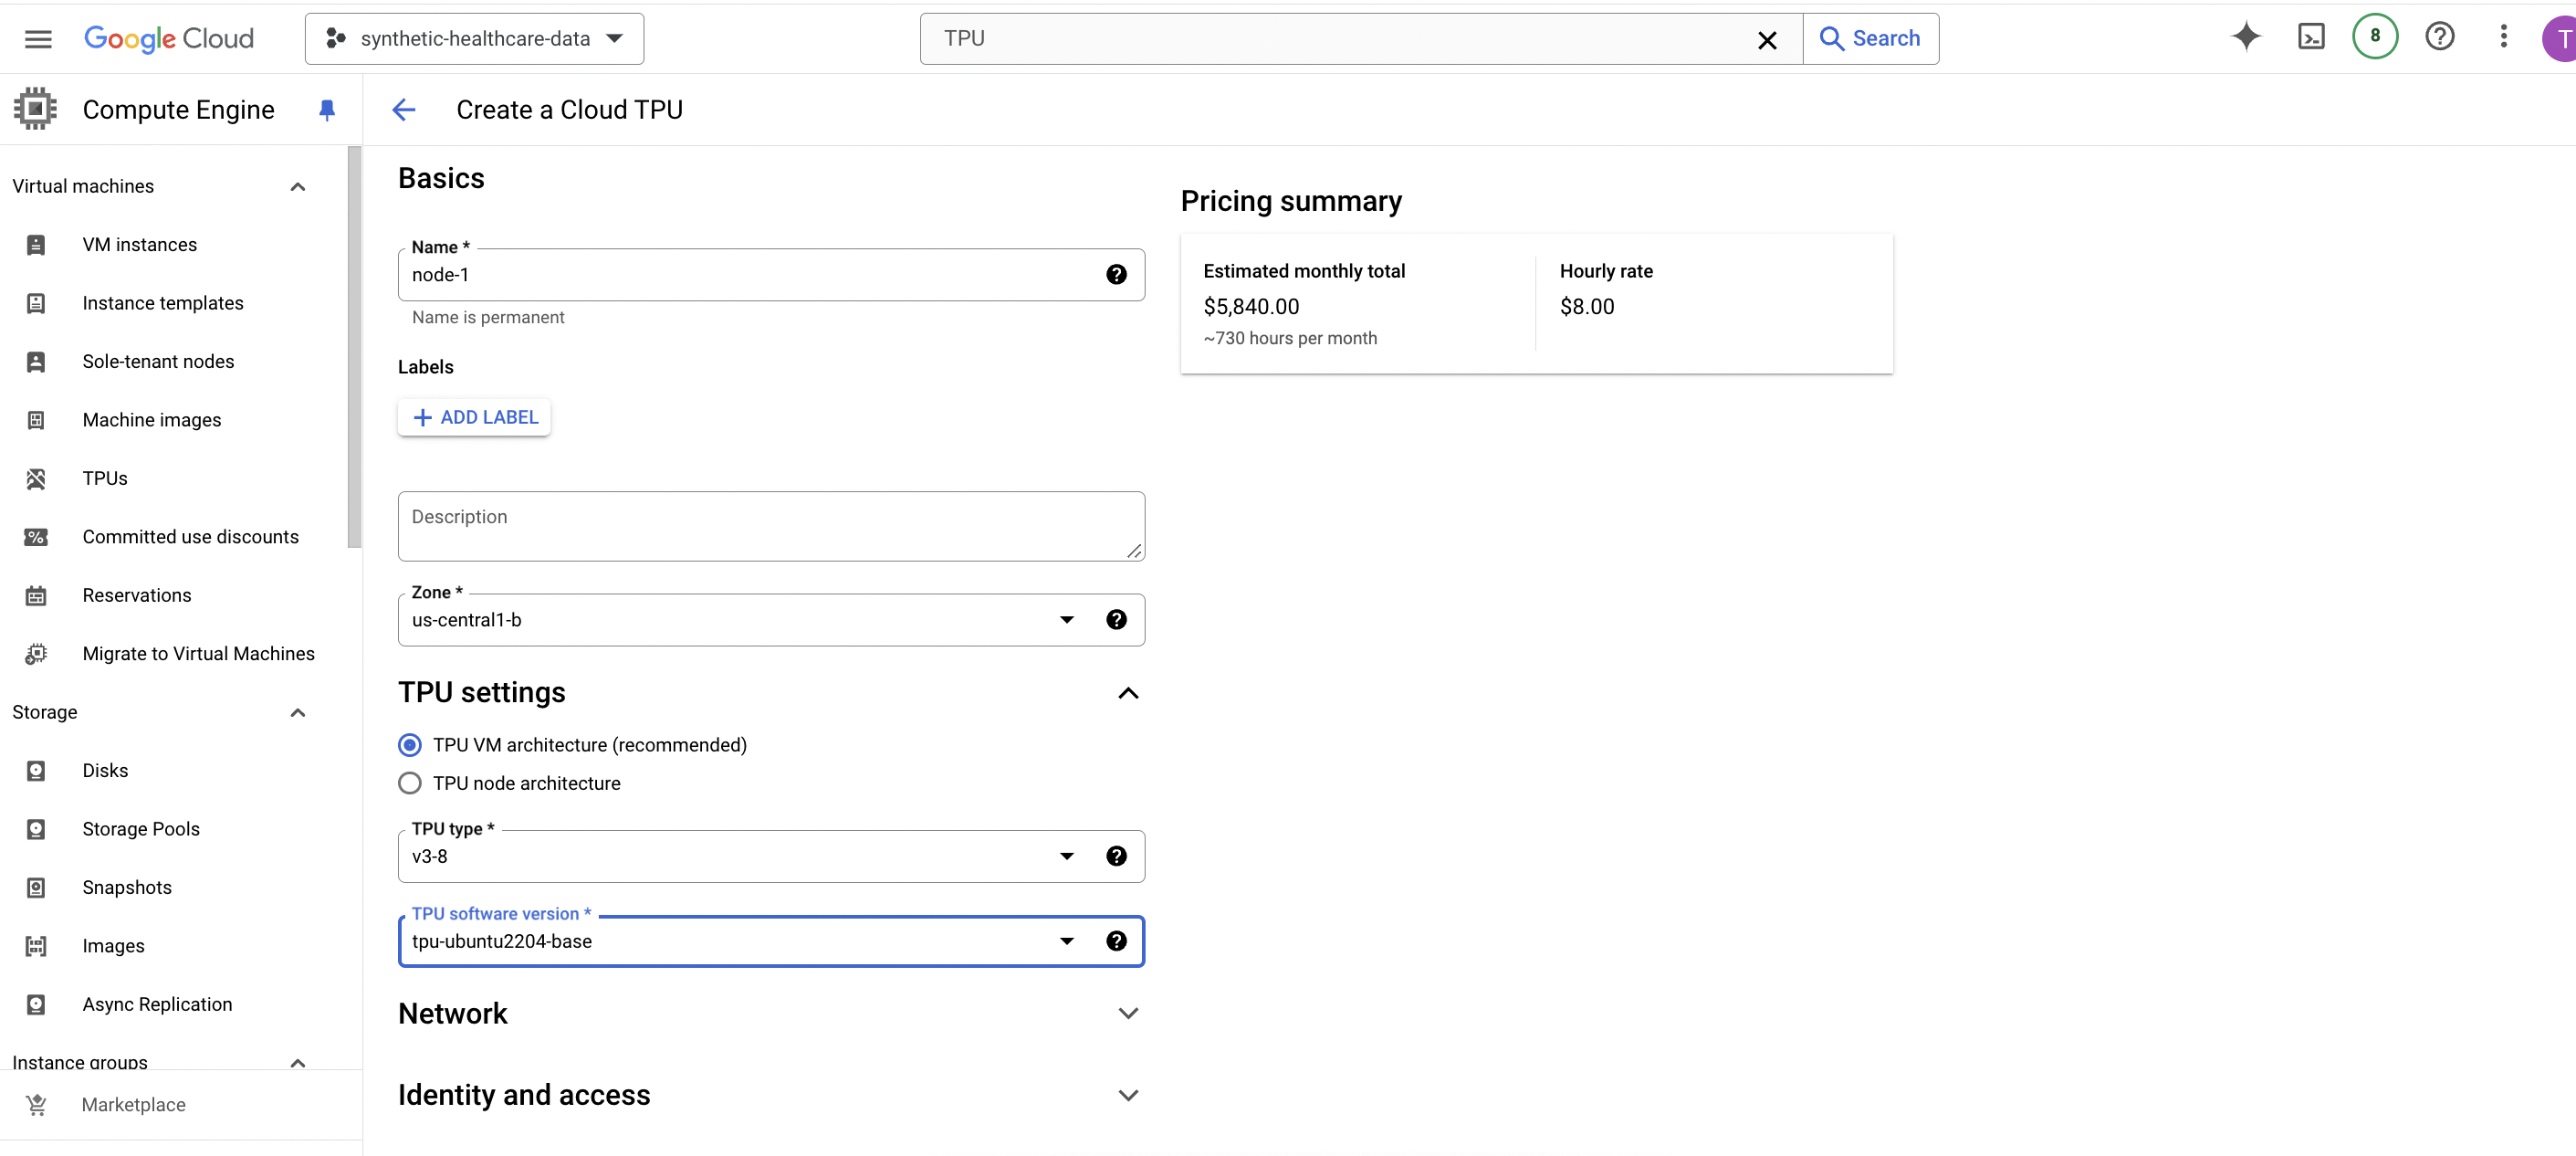 Google Cloud
synthetic-healthcare-data
TPU
Search
8
T
Compute Engine
Create a Cloud TPU
Virtual machines
VM instances
Instance templates
Sole-tenant nodes
Machine images
TPUs
Committed use discounts
Reservations
Migrate to Virtual Machines
Storage
Disks
Storage Pools
Snapshots
Images
Async Replication
Instance groups
Marketplace
Basics
Name *
node-1
Name is permanent
Labels
ADD LABEL
Description
Zone *
us-central1-b
TPU settings
TPU VM architecture (recommended)
TPU node architecture
TPU type *
v3-8
TPU software version *
tpu-ubuntu2204-base
Network
Identity and access
Pricing summary
Estimated monthly total
$5,840.00
~730 hours per month
Hourly rate
$8.00